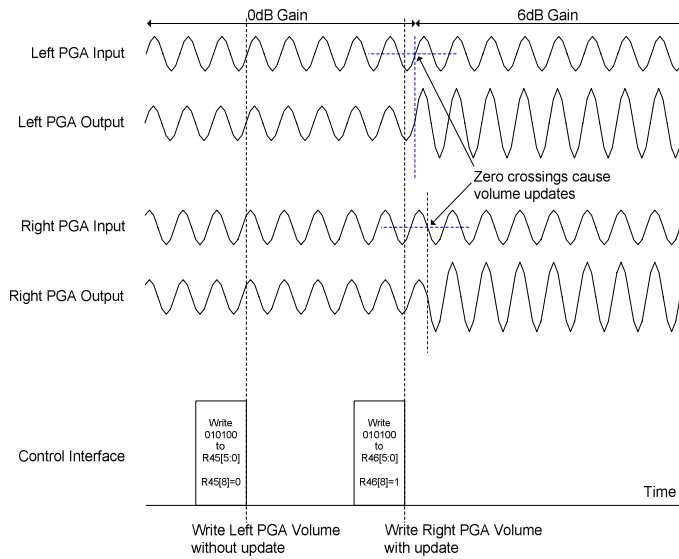 0dB Gain
6dB Gain
Left PGA Input
Left PGA Output
Zero crossings cause
volume updates
Right PGA Input
Right PGA Output
Write
010100
to
R45[5:0]
R45[8]=0
Write
010100
to
R46[5:0]
R46[8]=1
Control Interface
Time
Write Left PGA Volume
without update
Write Right PGA Volume
with update